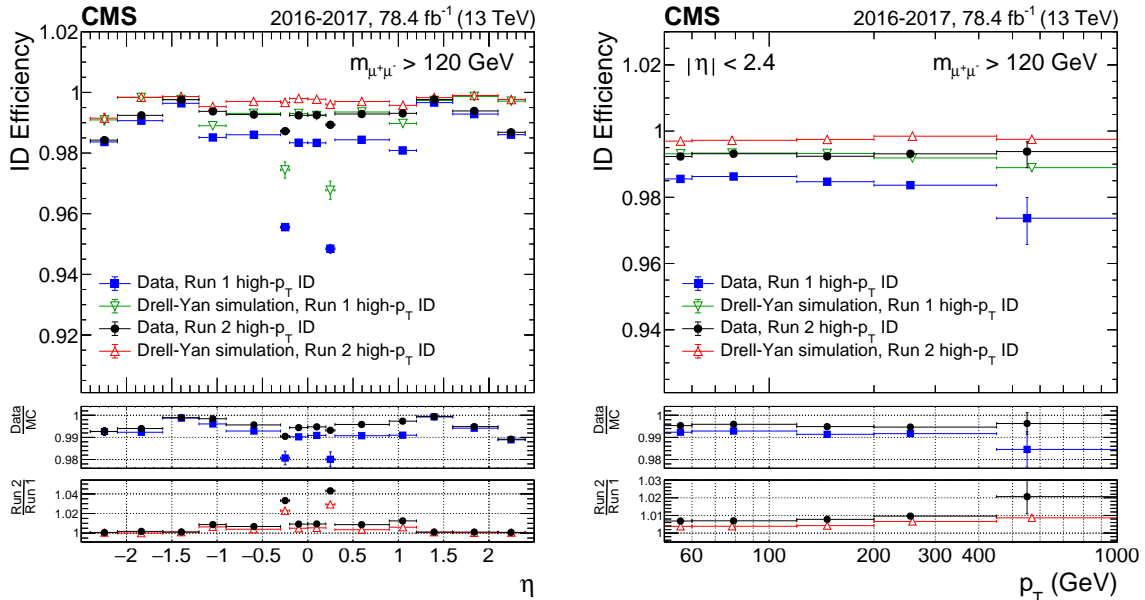 CMS 2016-2017, 78.4 fb⁻¹ (13 TeV)
ID Efficiency
1.02
1
0.98
0.96
0.94
0.92
m_μ⁺μ⁻ > 120 GeV
Data, Run 1 high-p_T ID
Drell-Yan simulation, Run 1 high-p_T ID
Data, Run 2 high-p_T ID
Drell-Yan simulation, Run 2 high-p_T ID
Data
MC
1
0.99
0.98
Run 2
Run 1
1.04
1.02
1
−2 −1.5 −1 −0.5 0 0.5 1 1.5 2
η
CMS 2016-2017, 78.4 fb⁻¹ (13 TeV)
ID Efficiency
1.02
1
0.98
0.96
0.94
|η| < 2.4 m_μ⁺μ⁻ > 120 GeV
Data, Run 1 high-p_T ID
Drell-Yan simulation, Run 1 high-p_T ID
Data, Run 2 high-p_T ID
Drell-Yan simulation, Run 2 high-p_T ID
Data
MC
1
0.99
0.98
Run 2
Run 1
1.03
1.02
1.01
1
60 100 200 300 400 1000
p_T (GeV)